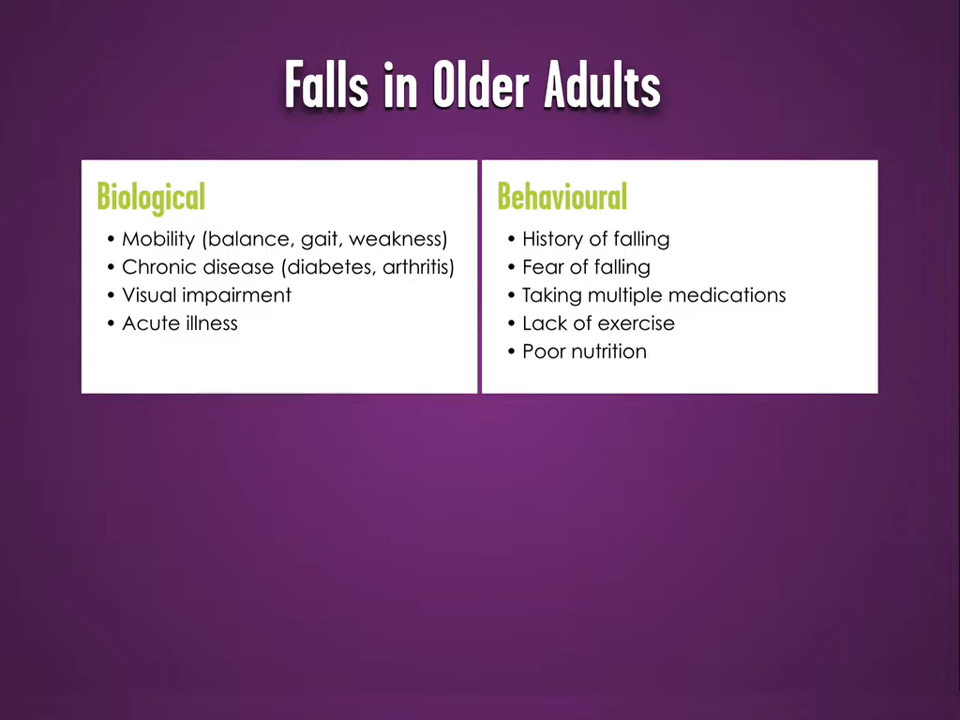 Falls in Older Adults
Biological
• Mobility (balance, gait, weakness)
• Chronic disease (diabetes, arthritis)
• Visual impairment
• Acute illness
Behavioural
• History of falling
• Fear of falling
• Taking multiple medications
• Lack of exercise
• Poor nutrition